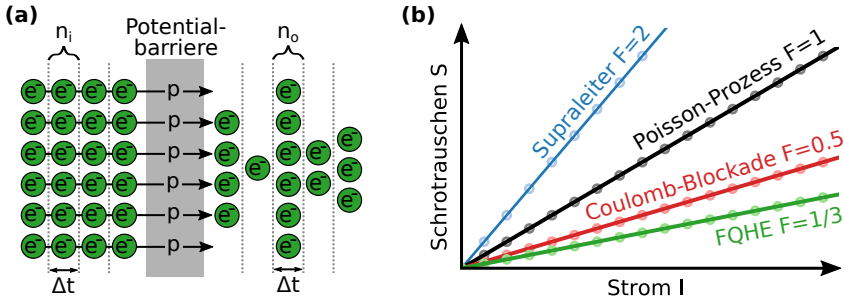 (a)
n_i
Potential-
barriere
n_o
e⁻ e⁻ e⁻ e⁻ p e⁻
e⁻ e⁻ e⁻ e⁻ p e⁻ e⁻ e⁻
e⁻ e⁻ e⁻ e⁻ p e⁻ e⁻ e⁻ e⁻ e⁻
e⁻ e⁻ e⁻ e⁻ p e⁻ e⁻ e⁻ e⁻
e⁻ e⁻ e⁻ e⁻ p e⁻ e⁻
e⁻ e⁻ e⁻ e⁻ p e⁻
Δt
Δt
(b)
Schrotrauschen S
Supraleiter F=2
Poisson-Prozess F=1
Coulomb-Blockade F=0.5
FQHE F=1/3
Strom I